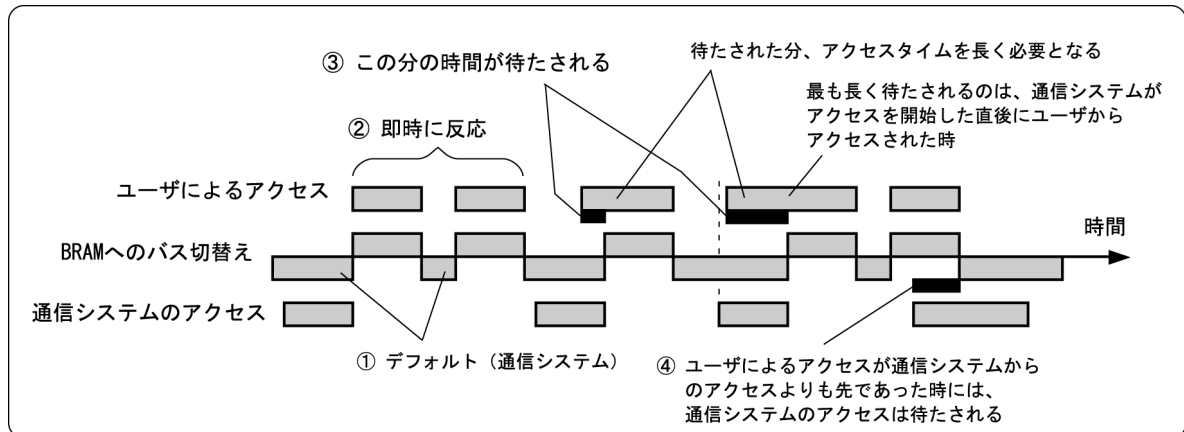 ③ この分の時間が待たされる
待たされた分、アクセスタイムを長く必要となる
最も長く待たされるのは、通信システムが
アクセスを開始した直後にユーザから
アクセスされた時
② 即時に反応
ユーザによるアクセス
時間
BRAMへのバス切替え
通信システムのアクセス
① デフォルト（通信システム）
④ ユーザによるアクセスが通信システムから
のアクセスよりも先であった時には、
通信システムのアクセスは待たされる